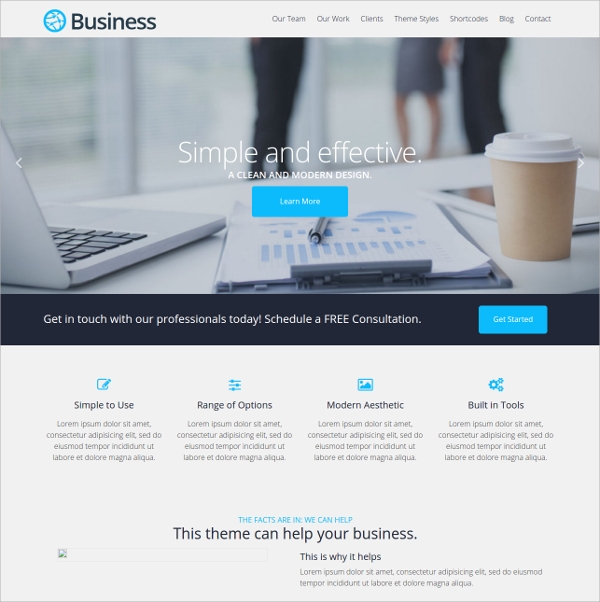 Business
Our Team Our Work Clients Theme Styles Shortcodes Blog Contact
Simple and effective.
A CLEAN AND MODERN DESIGN.
Learn More
Get in touch with our professionals today! Schedule a FREE Consultation.
Get Started
Simple to Use
Lorem ipsum dolor sit amet,
consectetur adipisicing elit, sed do
eiusmod tempor incididunt ut
labore et dolore magna aliqua.
Range of Options
Lorem ipsum dolor sit amet,
consectetur adipisicing elit, sed do
eiusmod tempor incididunt ut
labore et dolore magna aliqua.
Modern Aesthetic
Lorem ipsum dolor sit amet,
consectetur adipisicing elit, sed do
eiusmod tempor incididunt ut
labore et dolore magna aliqua.
Built in Tools
Lorem ipsum dolor sit amet,
consectetur adipisicing elit, sed do
eiusmod tempor incididunt ut
labore et dolore magna aliqua.
THE FACTS ARE IN: WE CAN HELP
This theme can help your business.
This is why it helps
Lorem ipsum dolor sit amet, consectetur adipisicing elit, sed do eiusmod
tempor incididunt ut labore et dolore magna aliqua.